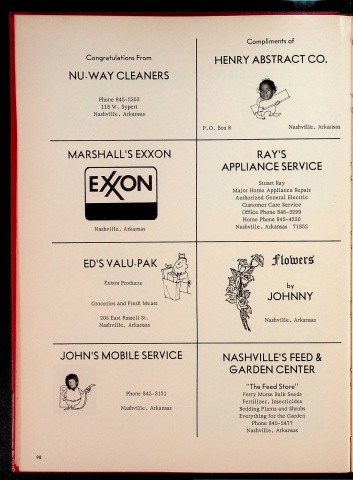 Congratulations From
NU-WAY CLEANERS
Phone 845-3303
118 W. Sypert
Nashville, Arkansas
Compliments of
HENRY ABSTRACT CO.
P.O. Box 8
Nashville, Arkansas
MARSHALL'S EXXON
EXXON
Nashville, Arkansas
RAY'S
APPLIANCE SERVICE
Stuart Ray
Major Home Appliance Repair
Authorized General Electric
Customer Care Service
Office Phone 845-3299
Home Phone 845-4220
Nashville, Arkansas 71852
ED'S VALU-PAK
Exxon Products
Groceries and Fresh Meats
205 East Russell St.
Nashville, Arkansas
Flowers
by
JOHNNY
Nashville, Arkansas
JOHN'S MOBILE SERVICE
Phone 845-3131
Nashville, Arkansas
NASHVILLE'S FEED &
GARDEN CENTER
"The Feed Store"
Ferry Morse Bulk Seeds
Fertilizer, Insecticides
Bedding Plants and Shrubs
Everything for the Garden
Phone 845-2477
Nashville, Arkansas